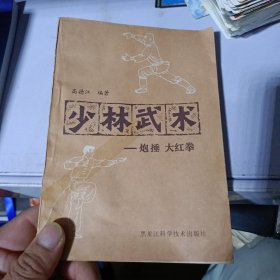 高德江 编著
少林武术
—炮捶 大红拳
黑龙江科学技术出版社